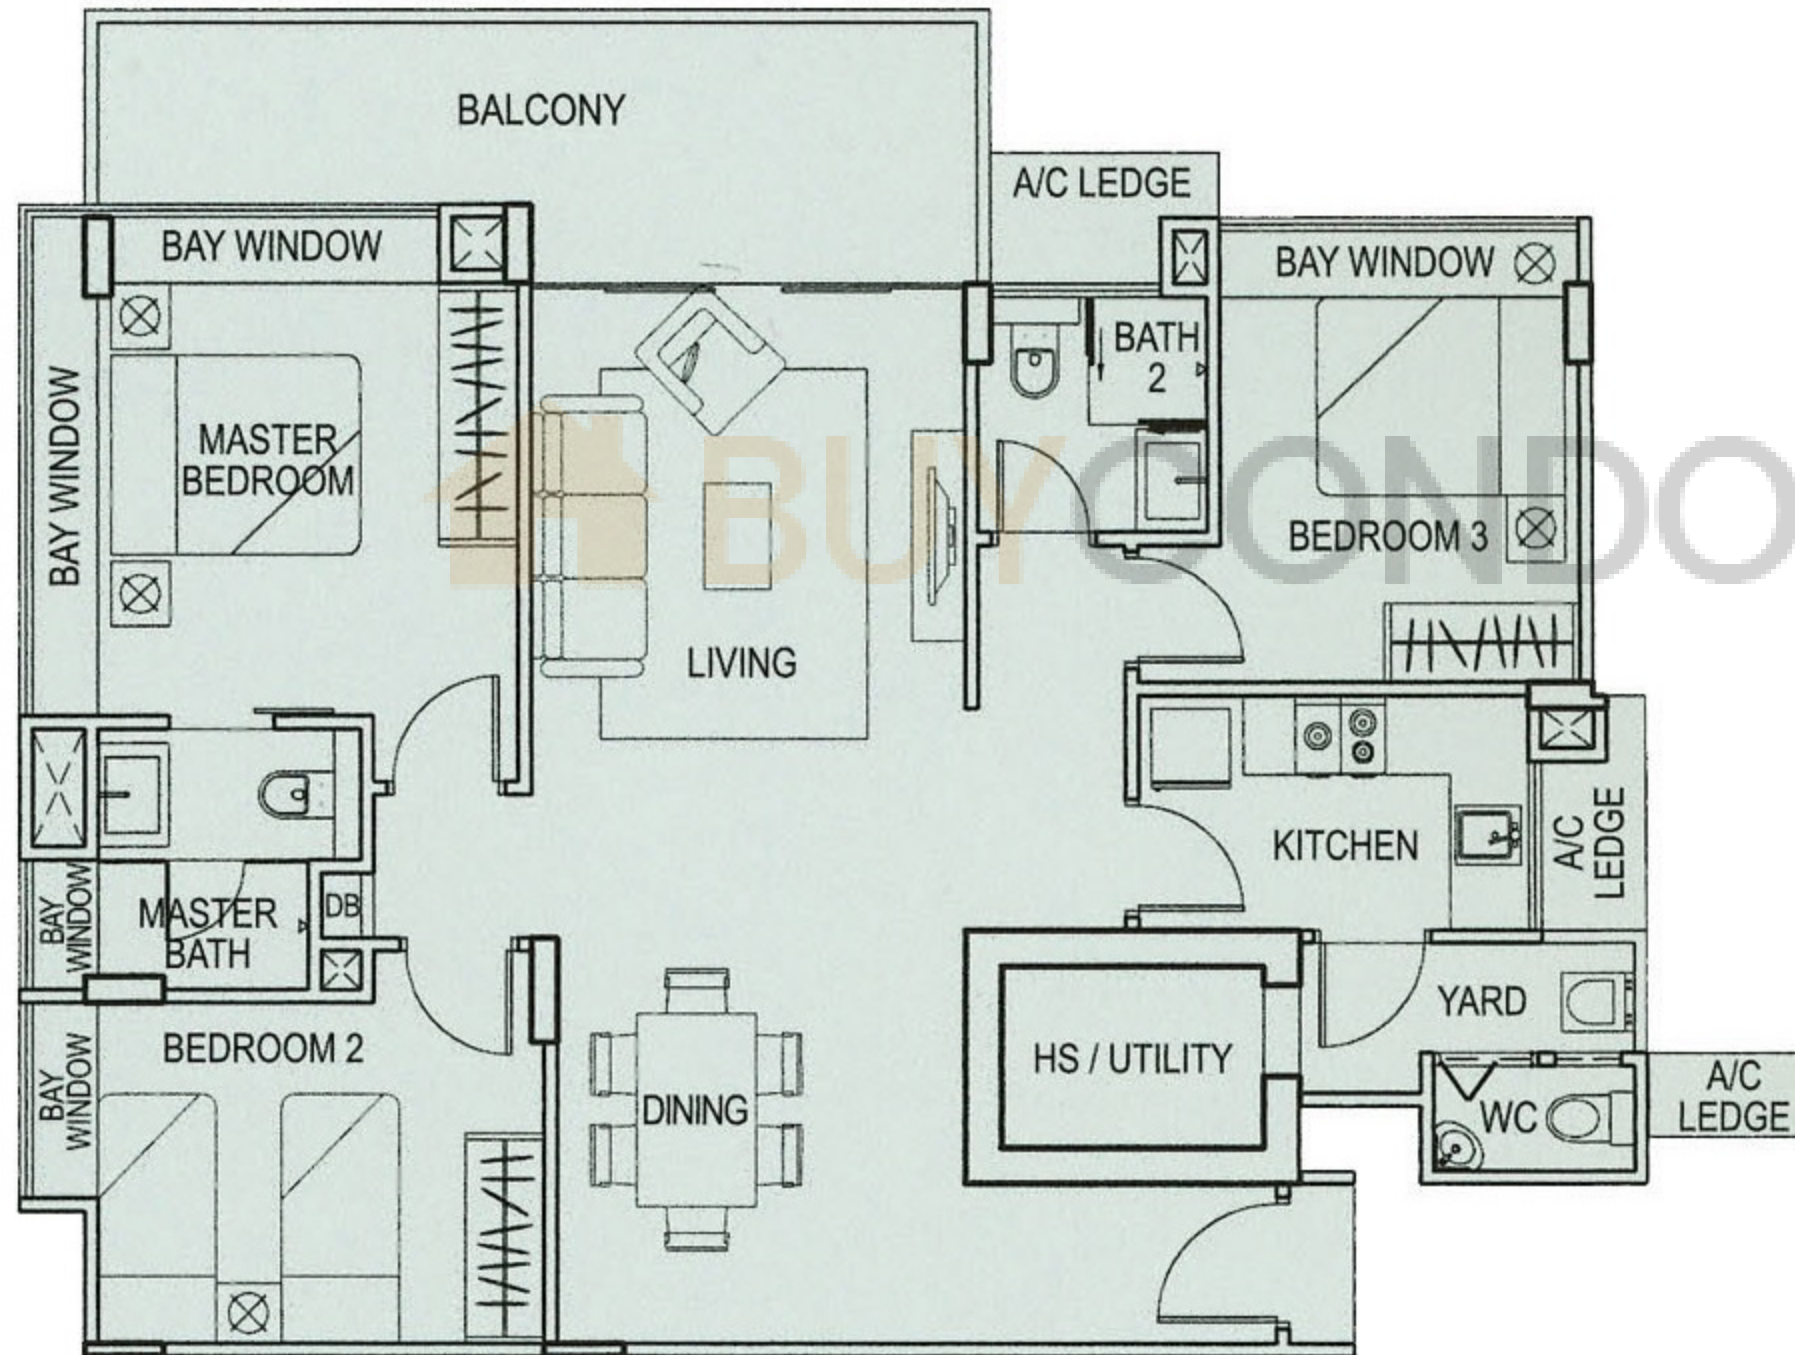 BALCONY
A/C LEDGE
BAY WINDOW
BAY WINDOW
BATH
2
BAY WINDOW
MASTER
BEDROOM
BUYCONDO
BEDROOM 3
LIVING
KITCHEN
A/C
LEDGE
BAY
WINDOW
MASTER
BATH
DB
YARD
BEDROOM 2
HS / UTILITY
BAY
WINDOW
DINING
WC
A/C
LEDGE